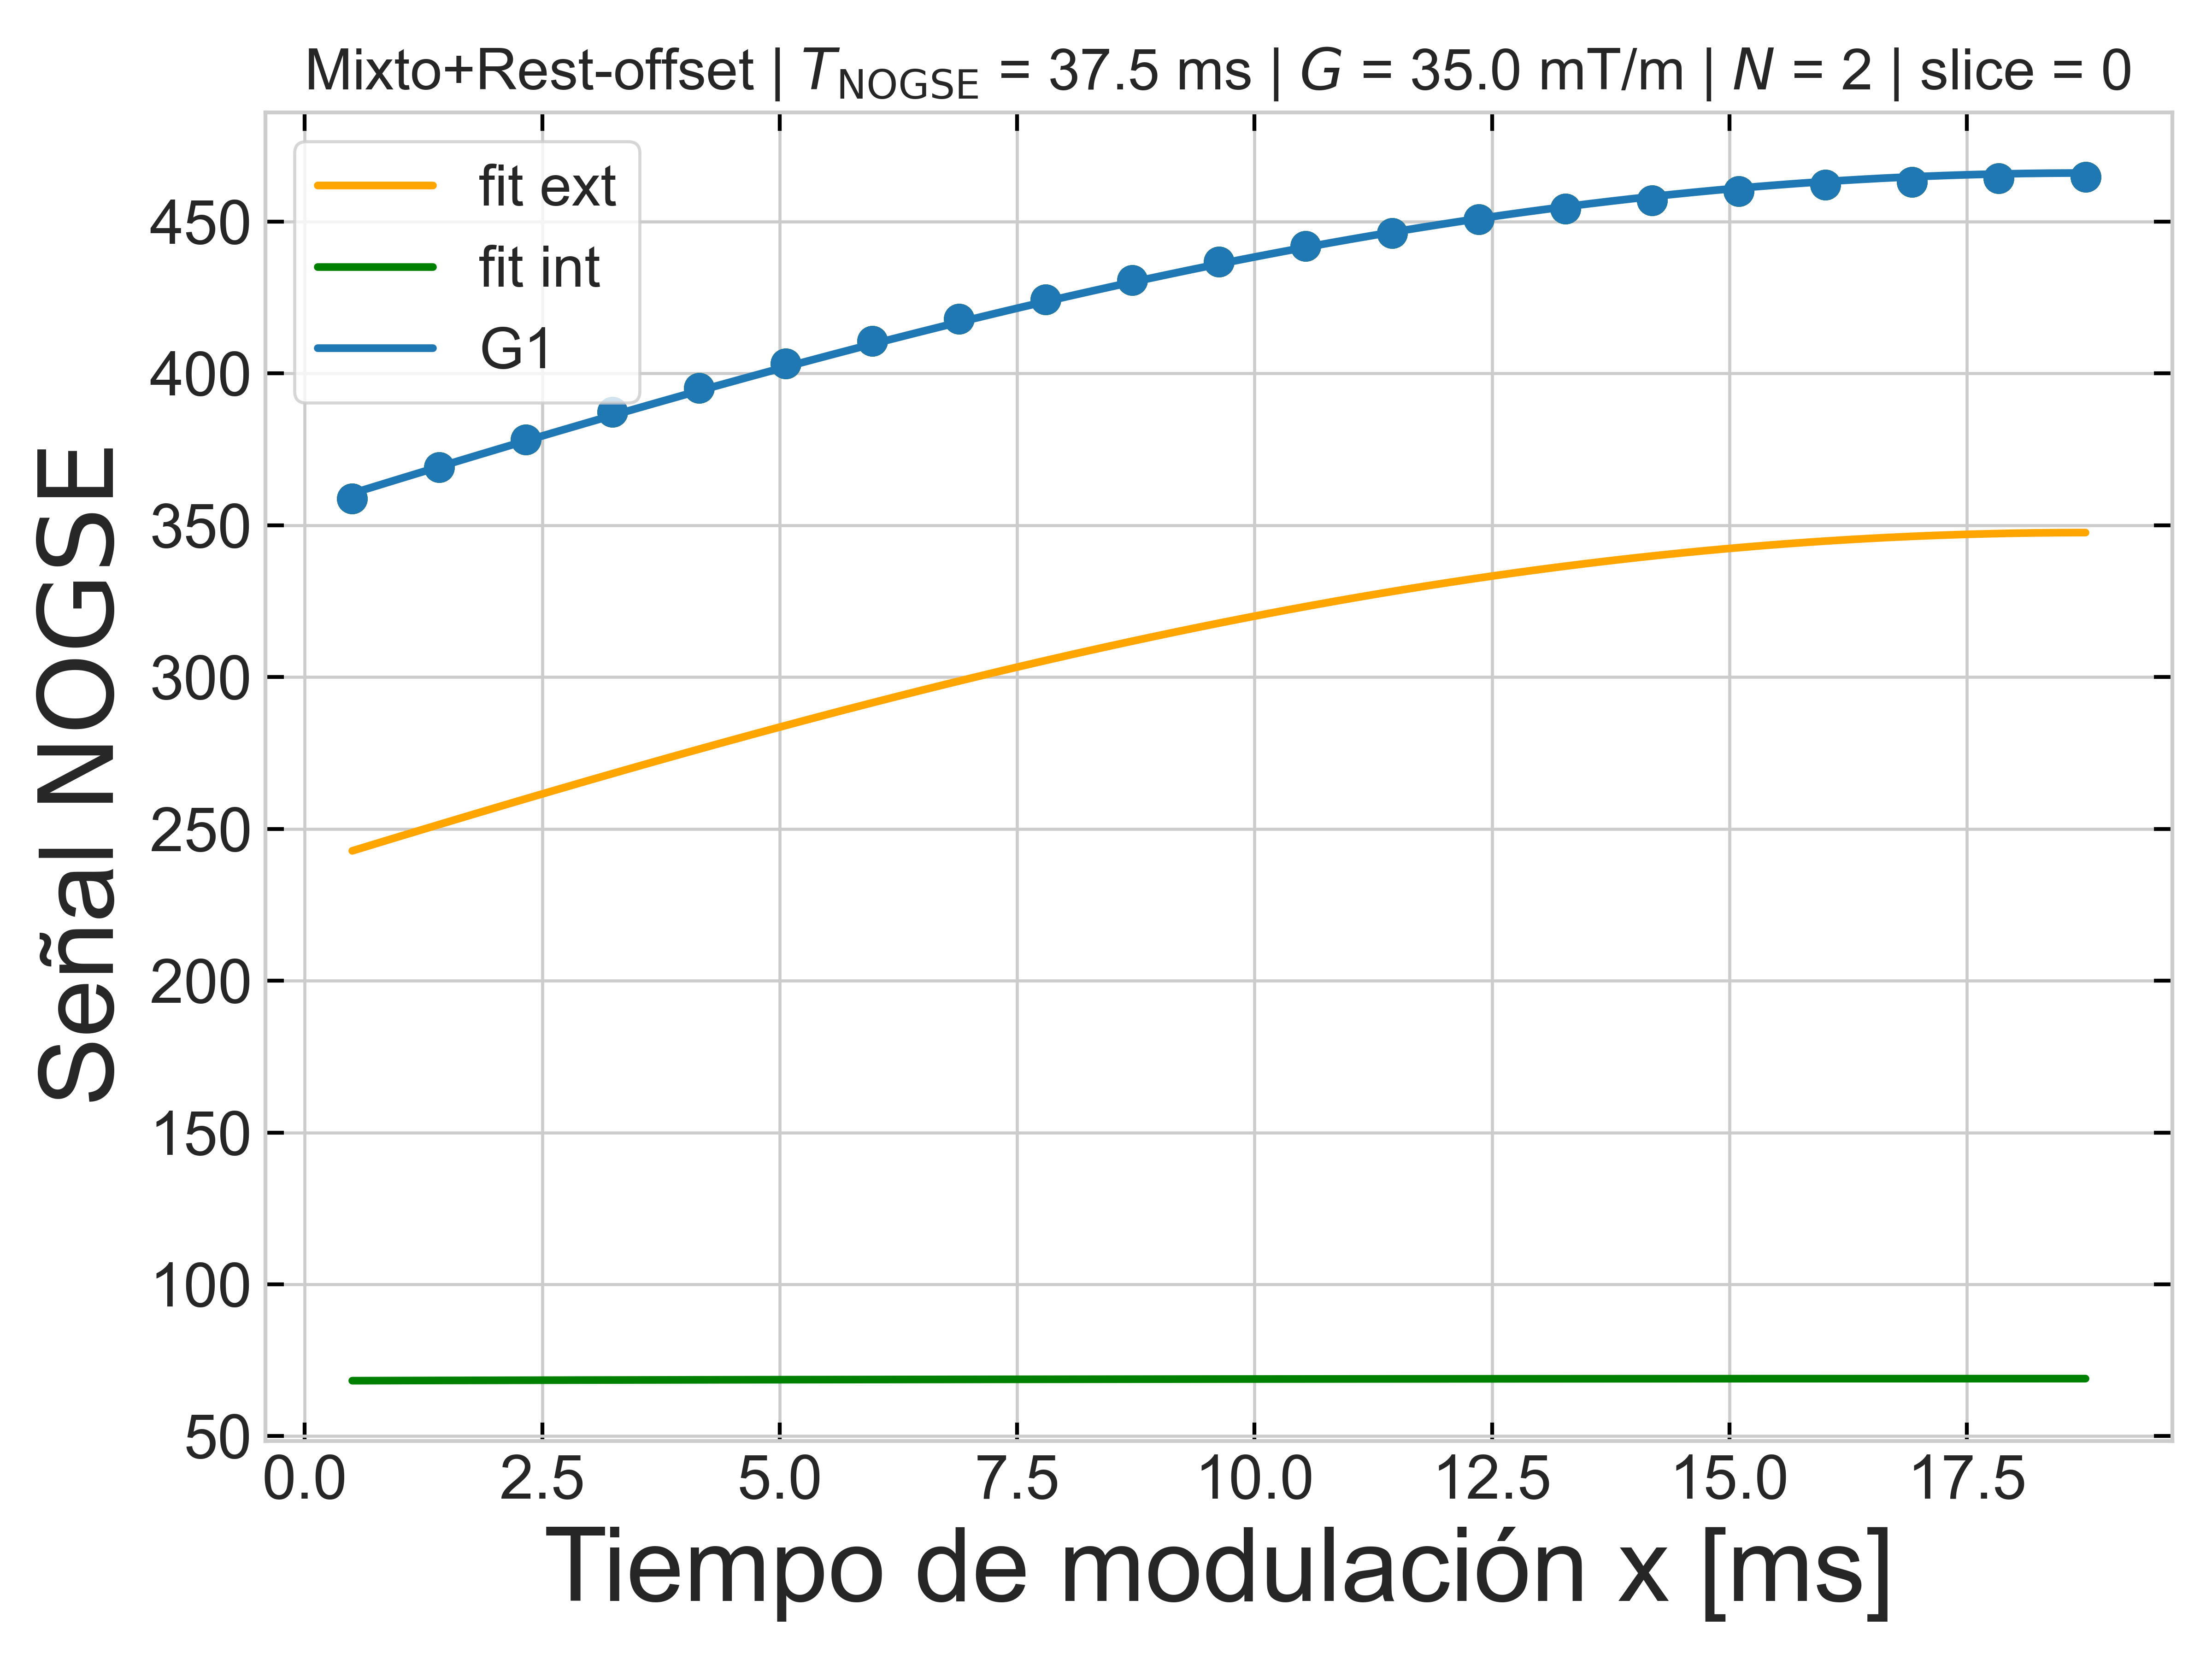 Mixto+Rest-offset | T_NOGSE = 37.5 ms | G = 35.0 mT/m | N = 2 | slice = 0
fit ext
fit int
G1
Señal NOGSE
450
400
350
300
250
200
150
100
50
0.0 2.5 5.0 7.5 10.0 12.5 15.0 17.5
Tiempo de modulación x [ms]